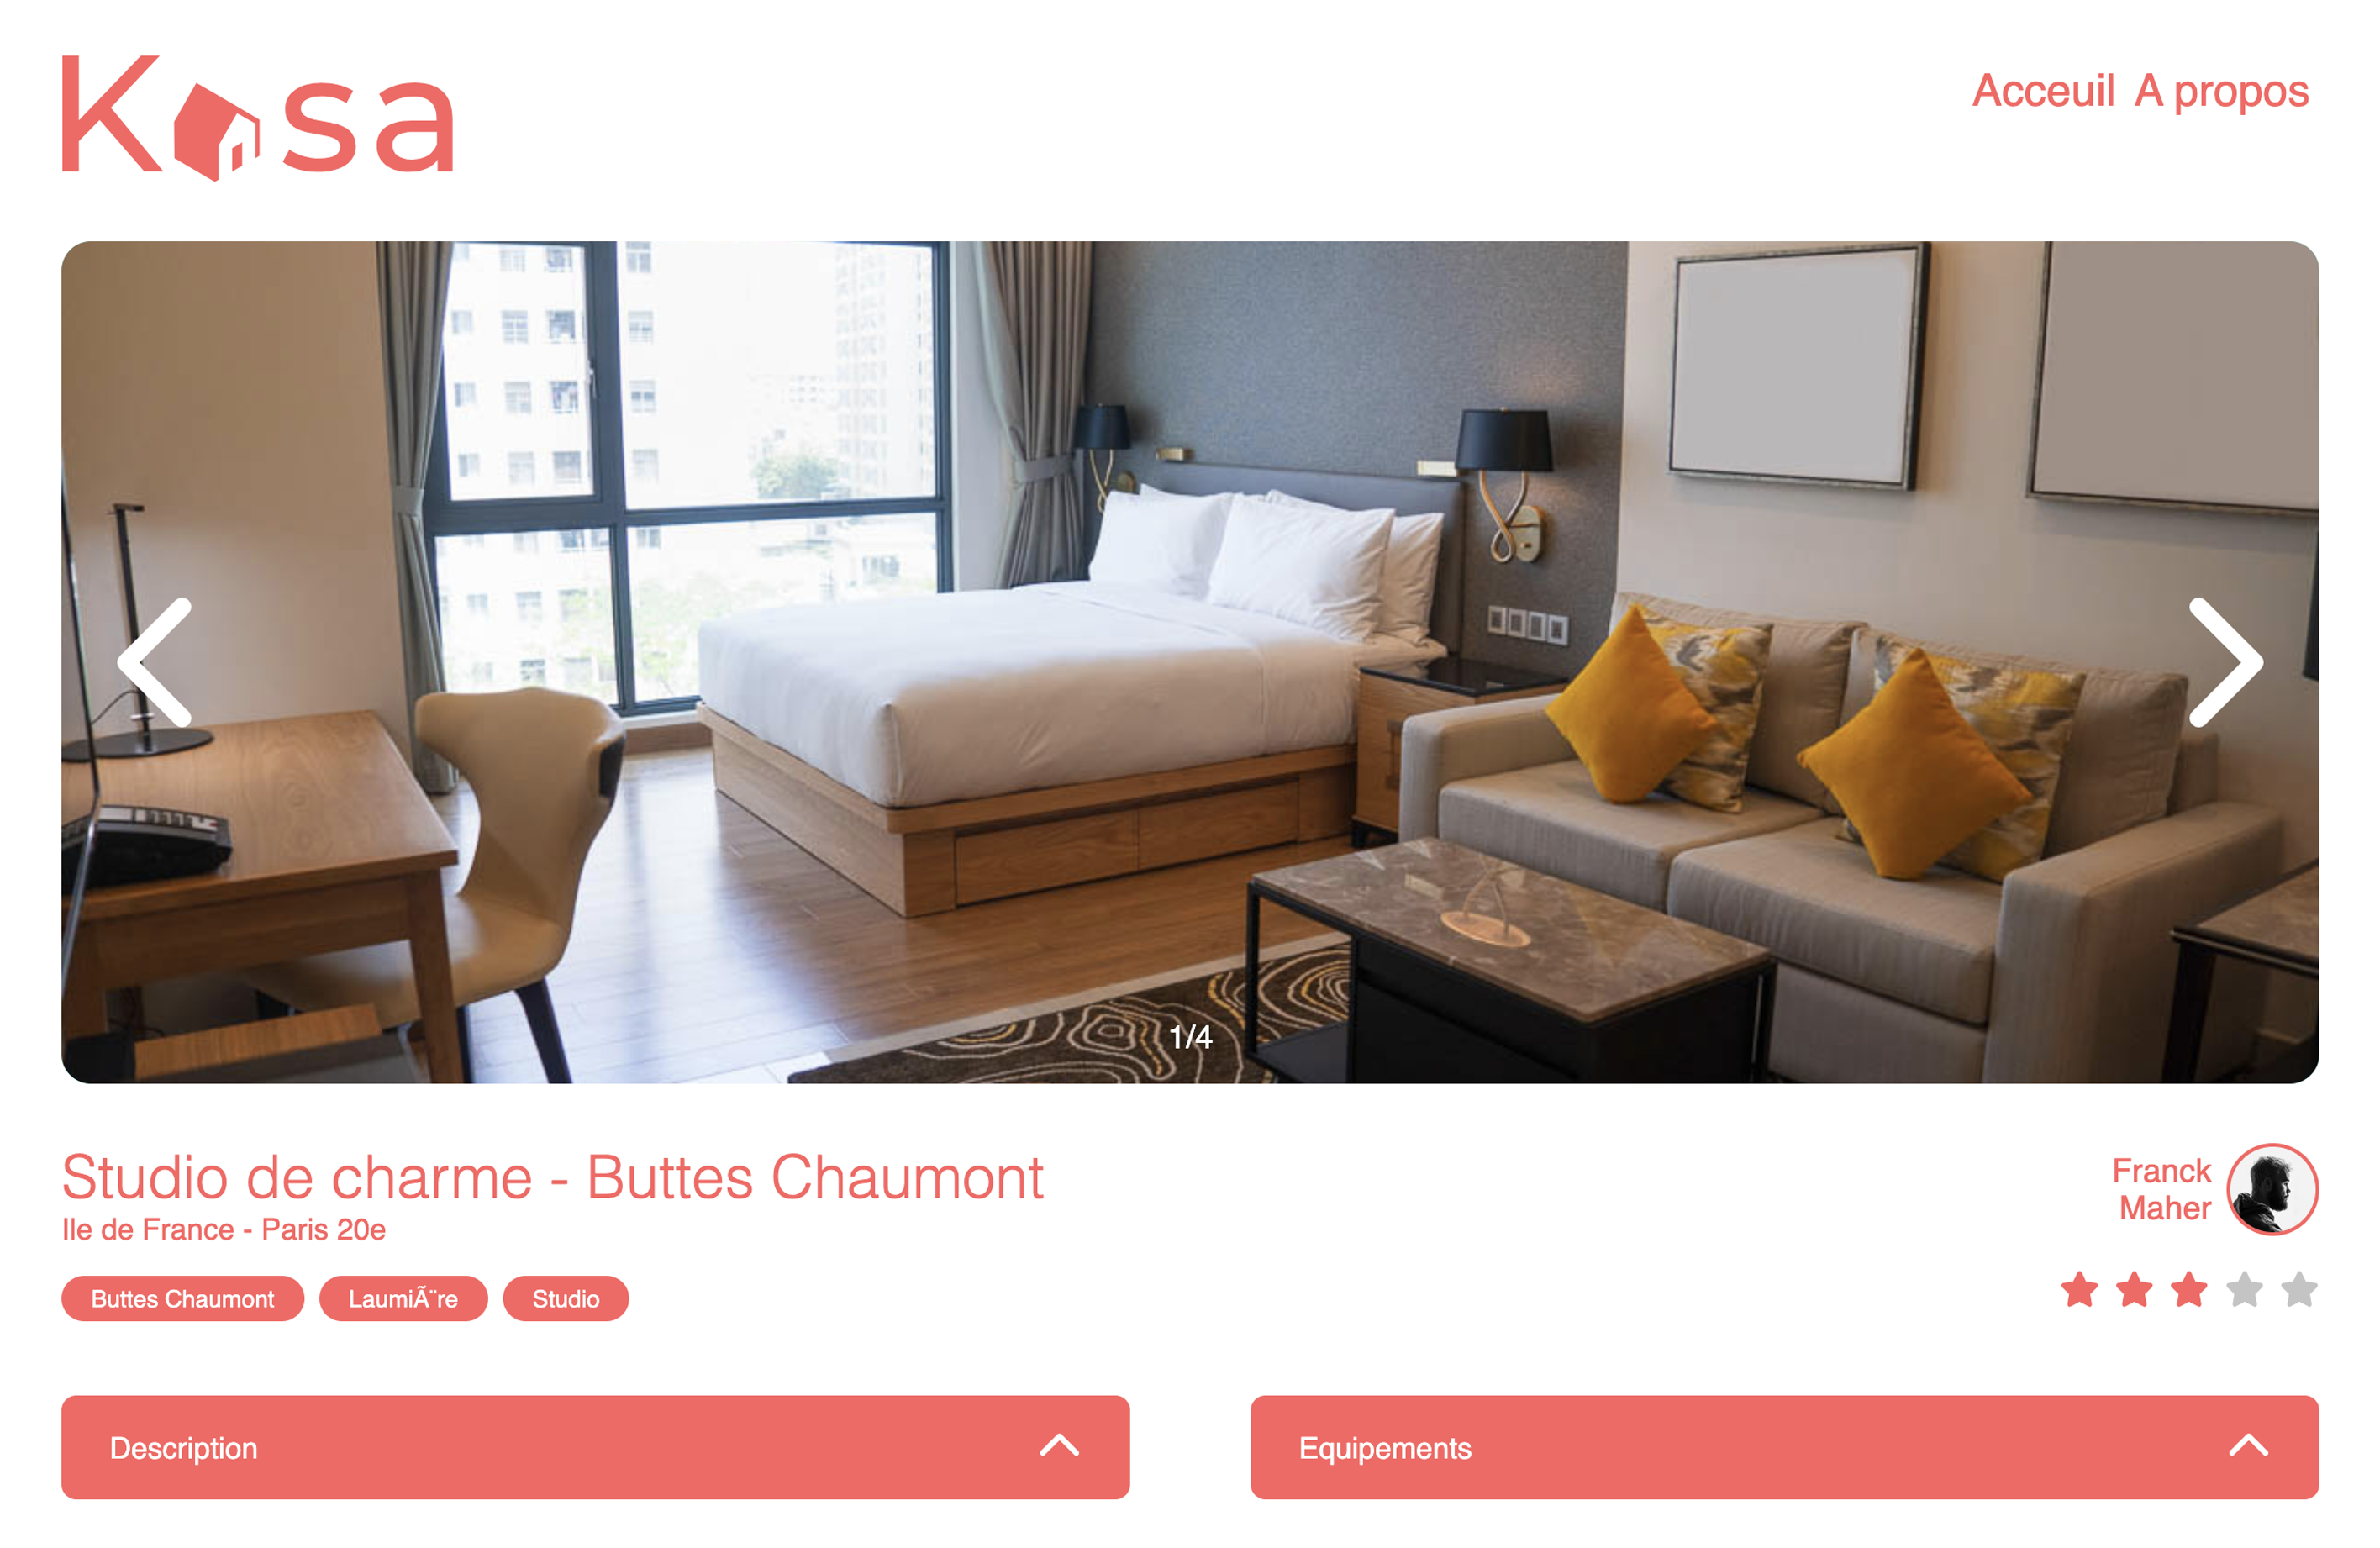 Kasa
Acceuil A propos
1/4
Studio de charme - Buttes Chaumont
Ile de France - Paris 20e
Franck
Maher
Buttes Chaumont LaumiÃ¨re Studio
Description
Equipements